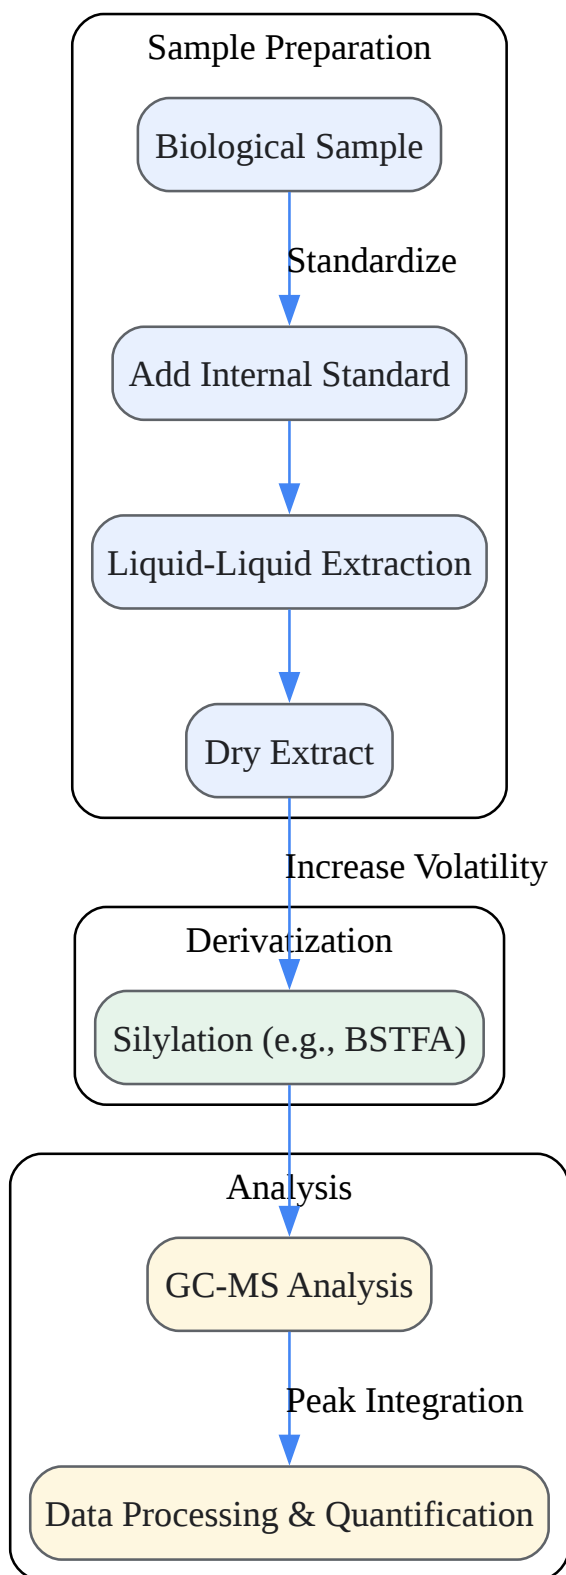 Sample Preparation
Biological Sample
Standardize
Add Internal Standard
Liquid-Liquid Extraction
Dry Extract
Increase Volatility
Derivatization
Silylation (e.g., BSTFA)
Analysis
GC-MS Analysis
Peak Integration
Data Processing & Quantification